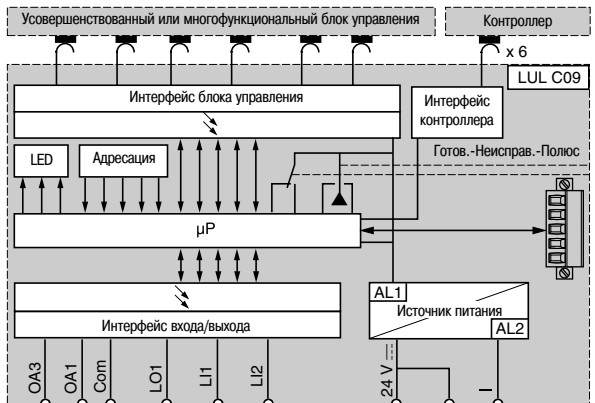 Усовершенствованный или многофункциональный блок управления
Контроллер
x 6
LUL C09
Интерфейс блока управления
Интерфейс
контроллера
LED
Адресация
Готов.-Неисправ.-Полюс
µP
AL1
Источник питания
AL2
Интерфейс входа/выхода
OA3
OA1
Com
LO1
LI1
LI2
24 V
I